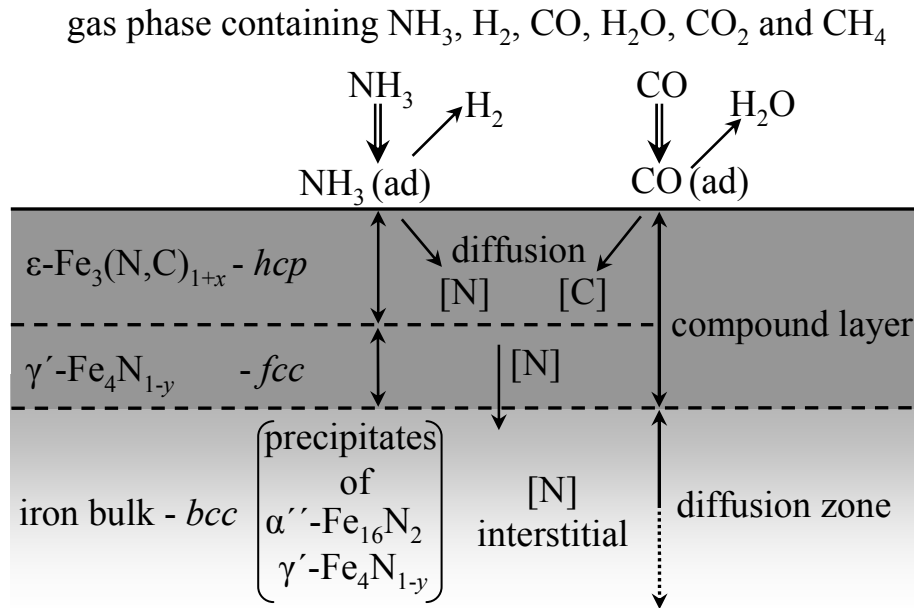 gas phase containing NH₃, H₂, CO, H₂O, CO₂ and CH₄
NH₃ CO
H₂ H₂O
NH₃ (ad) CO (ad)
ε-Fe₃(N,C)₁₊ₓ - hcp
diffusion
[N] [C]
compound layer
γ´-Fe₄N₁₋y - fcc
[N]
precipitates
of
α´´-Fe₁₆N₂
γ´-Fe₄N₁₋y
iron bulk - bcc
[N]
interstitial
diffusion zone